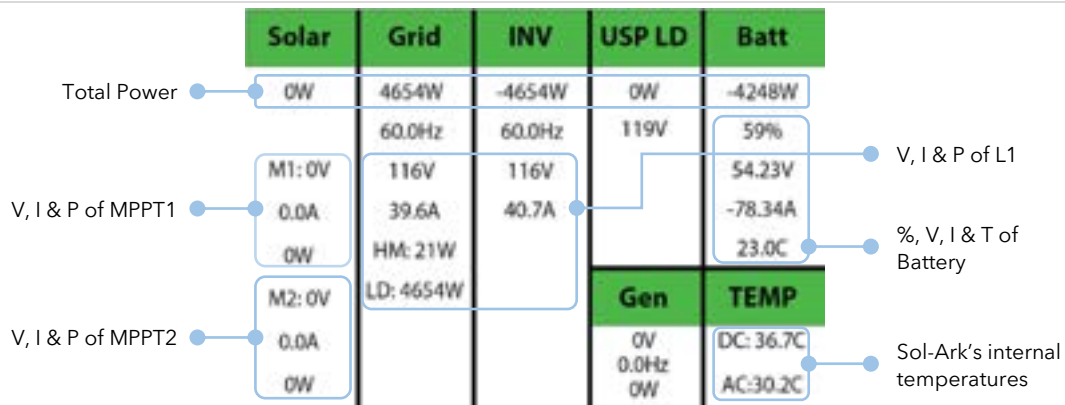 Solar Grid INV USP LD Batt
Total Power 0W 4654W -4654W 0W -4248W
60.0Hz 60.0Hz 119V 59%
V, I & P of L1
M1: 0V 116V 116V 54.23V
V, I & P of MPPT1 0.0A 39.6A 40.7A -78.34A
%, V, I & T of
Battery
0W HM: 21W 23.0C
M2: 0V LD: 4654W Gen TEMP
V, I & P of MPPT2 0.0A 0V DC: 36.7C
0.0Hz
Sol-Ark's internal
temperatures
0W 0W AC:30.2C